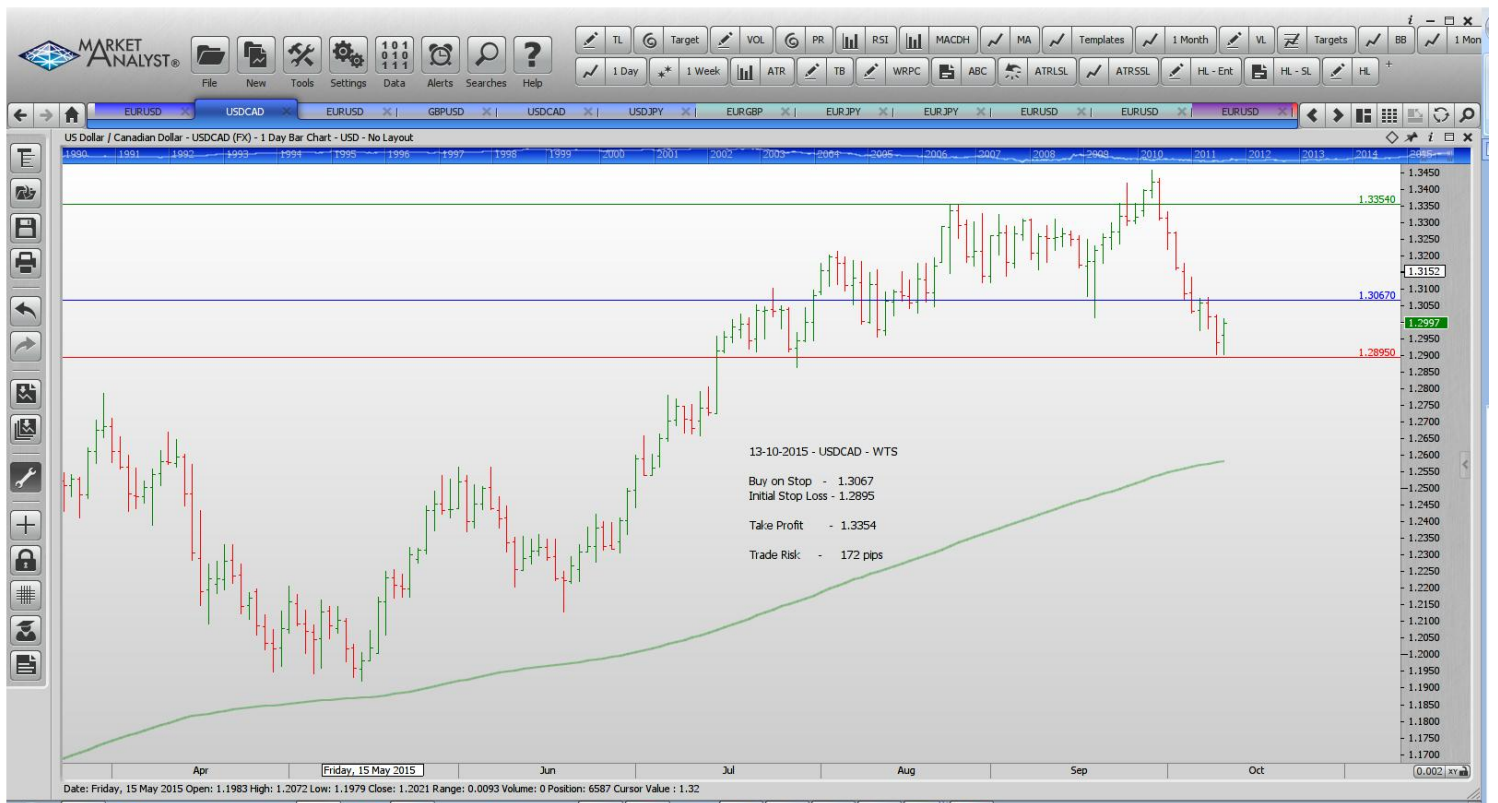 i
MARKET ANALYST®
File New Tools Settings Data Alerts Searches Help
101
010
111
TL Target VOL PR RSI MACDH MA Templates 1 Month VL Targets BB 1 Mon
1 Day 1 Week ATR TB WRPC ABC ATRLSL ATRSSL HL - Ent HL - SL HL +
EURUSD USDCAD EURUSD GBPUSD USDCAD USDJPY EURGBP EURJPY EURJPY EURUSD EURUSD EURUSD
US Dollar / Canadian Dollar - USDCAD (FX) - 1 Day Bar Chart - USD - No Layout
1990 1991 1992 1993 1994 1995 1996 1997 1998 1999 2000 2001 2002 2003 2004 2005 2006 2007 2008 2009 2010 2011 2012 2013 2014 2015
1.3450
1.3400
1.33540
1.3350
1.3300
1.3250
1.3200
1.3152
1.3100
1.30670
1.3050
1.2997
1.2950
1.28950
1.2900
1.2850
1.2800
1.2750
1.2700
1.2650
1.2600
1.2550
1.2500
1.2450
1.2400
1.2350
1.2300
1.2250
1.2200
1.2150
1.2100
1.2050
1.2000
1.1950
1.1900
1.1850
1.1800
1.1750
1.1700
13-10-2015 - USDCAD - WTS
Buy on Stop - 1.3067
Initial Stop Loss - 1.2895
Take Profit - 1.3354
Trade Risk - 172 pips
Apr Friday, 15 May 2015 Jun Jul Aug Sep Oct
0.002 XY
Date: Friday, 15 May 2015 Open: 1.1983 High: 1.2072 Low: 1.1979 Close: 1.2021 Range: 0.0093 Volume: 0 Position: 6587 Cursor Value : 1.32